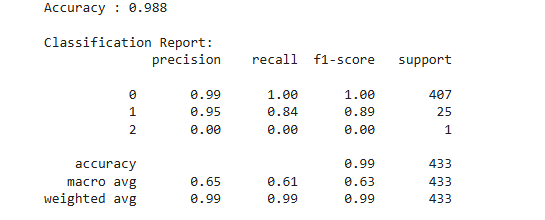 Accuracy : 0.988
Classification Report:
precision recall f1-score support
0 0.99 1.00 1.00 407
1 0.95 0.84 0.89 25
2 0.00 0.00 0.00 1
accuracy 0.99 433
macro avg 0.65 0.61 0.63 433
weighted avg 0.99 0.99 0.99 433